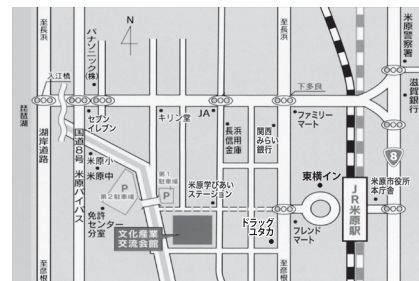 至長浜
パナソニック
(株)
N
至長浜
至長浜
米原警察署
入江橋
下多良
滋賀銀行
琵琶湖
セブン
イレブン
キリン堂
JA
長浜
信用
金庫
関西
みらい
銀行
ファミリー
マート
湖岸道路
国道8号 米原バイパス
米原小
米原中
P
第2駐車場
第1
駐車場
P
米原学びあい
ステーション
東横イン
JR米原駅
8
米原市役所
本庁舎
免許
センター
分室
文化産業
交流会館
ドラッグ
ユタカ
フレンド
マート
至彦根
至彦根
至彦根